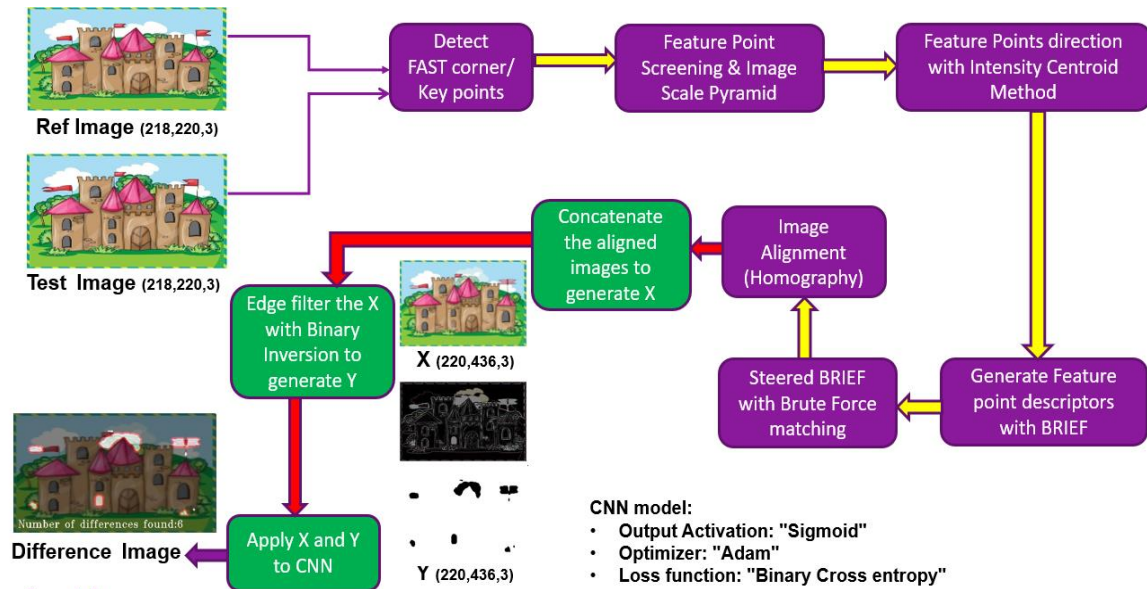 Ref Image (218,220,3)
Test Image (218,220,3)
Detect
FAST corner/
Key points
Feature Point
Screening & Image
Scale Pyramid
Feature Points direction
with Intensity Centroid
Method
Generate Feature
point descriptors
with BRIEF
Steered BRIEF
with Brute Force
matching
Image
Alignment
(Homography)
Concatenate
the aligned
images to
generate X
X (220,436,3)
Edge filter the X
with Binary
Inversion to
generate Y
Y (220,436,3)
Apply X and Y
to CNN
Number of differences found:6
Difference Image
CNN model:
• Output Activation: "Sigmoid"
• Optimizer: "Adam"
• Loss function: "Binary Cross entropy"